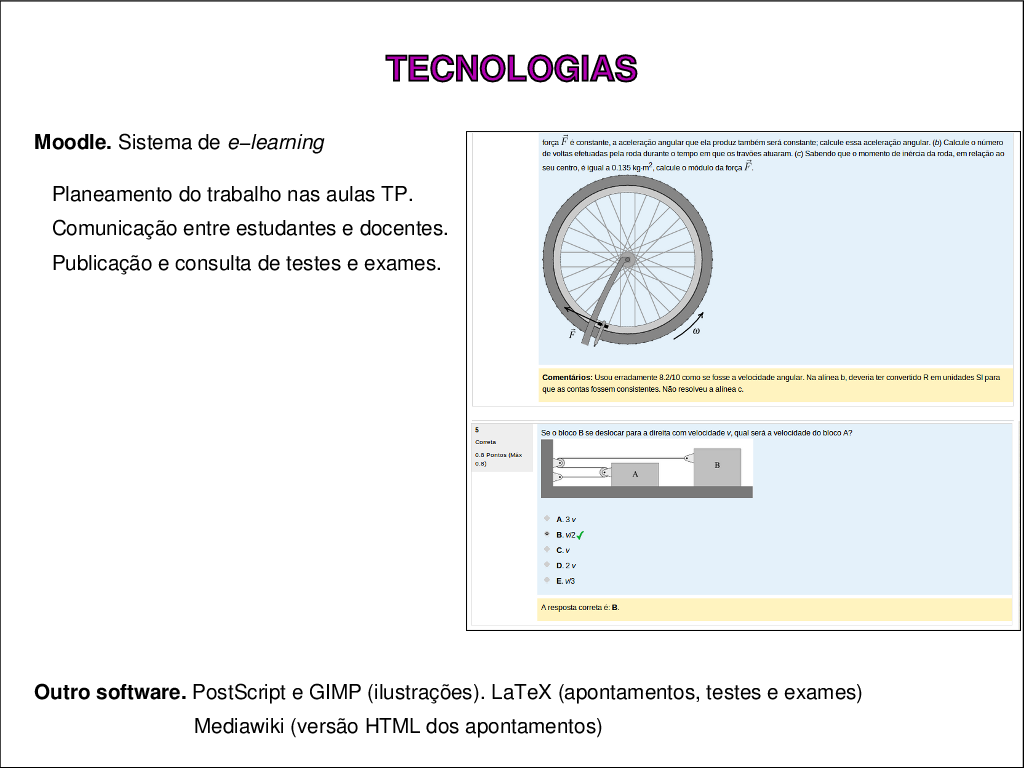 TECNOLOGIAS
Moodle. Sistema de e–learning
Planeamento do trabalho nas aulas TP.
Comunicação entre estudantes e docentes.
Publicação e consulta de testes e exames.
força F é constante, a aceleração angular que ela produz também será constante; calcule essa aceleração angular. (b) Calcule o número
de voltas efetuadas pela roda durante o tempo em que os travões atuaram. (c) Sabendo que o momento de inércia da roda, em relação ao
seu centro, é igual a 0.135 kg·m², calcule o módulo da força F.
F
ω
Comentários: Usou erradamente 8.2/10 como se fosse a velocidade angular. Na alínea b, deveria ter convertido R em unidades SI para
que as contas fossem consistentes. Não resolveu a alínea c.
5
Correta
0.8 Pontos (Máx
0.8)
Se o bloco B se deslocar para a direita com velocidade v, qual será a velocidade do bloco A?
A
B
A. 3 v
B. v/2
C. v
D. 2 v
E. v/3
A resposta correta é: B.
Outro software. PostScript e GIMP (ilustrações). LaTeX (apontamentos, testes e exames)
Mediawiki (versão HTML dos apontamentos)